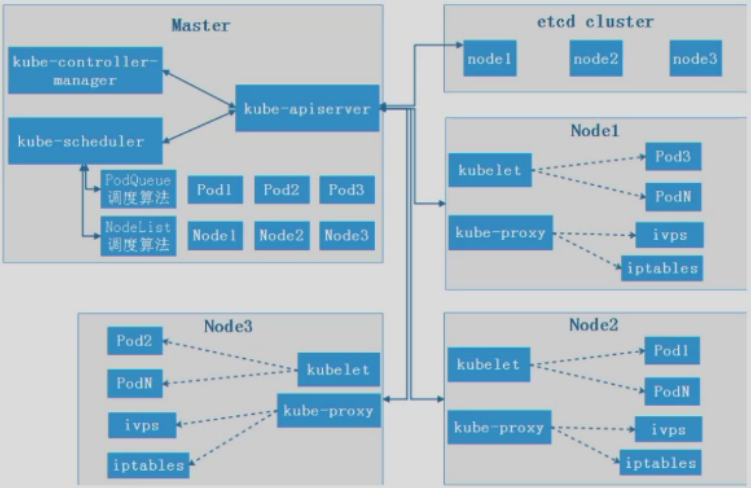 Master
kube-controller-
manager
kube-apiserver
kube-scheduler
PodQueue
调度算法
Pod1
Pod2
Pod3
NodeList
调度算法
Node1
Node2
Node3
etcd cluster
node1
node2
node3
Node1
kubelet
Pod3
PodN
kube-proxy
ivps
iptables
Node3
Pod2
kubelet
PodN
kube-proxy
ivps
iptables
Node2
kubelet
Pod1
PodN
kube-proxy
ivps
iptables